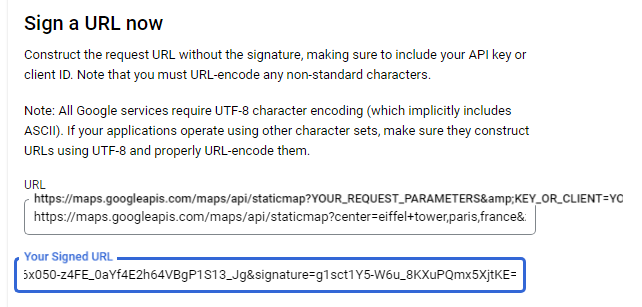 Sign a URL now
Construct the request URL without the signature, making sure to include your API key or
client ID. Note that you must URL-encode any non-standard characters.
Note: All Google services require UTF-8 character encoding (which implicitly includes
ASCII). If your applications operate using other character sets, make sure they construct
URLs using UTF-8 and properly URL-encode them.
URL
https://maps.googleapis.com/maps/api/staticmap?YOUR_REQUEST_PARAMETERS&amp;KEY_OR_CLIENT=YO
https://maps.googleapis.com/maps/api/staticmap?center=eiffel+tower,paris,france&
Your Signed URL
x050-z4FE_0aYf4E2h64VBgP1S13_Jg&signature=g1sct1Y5-W6u_8KXuPQmx5XjtKE=